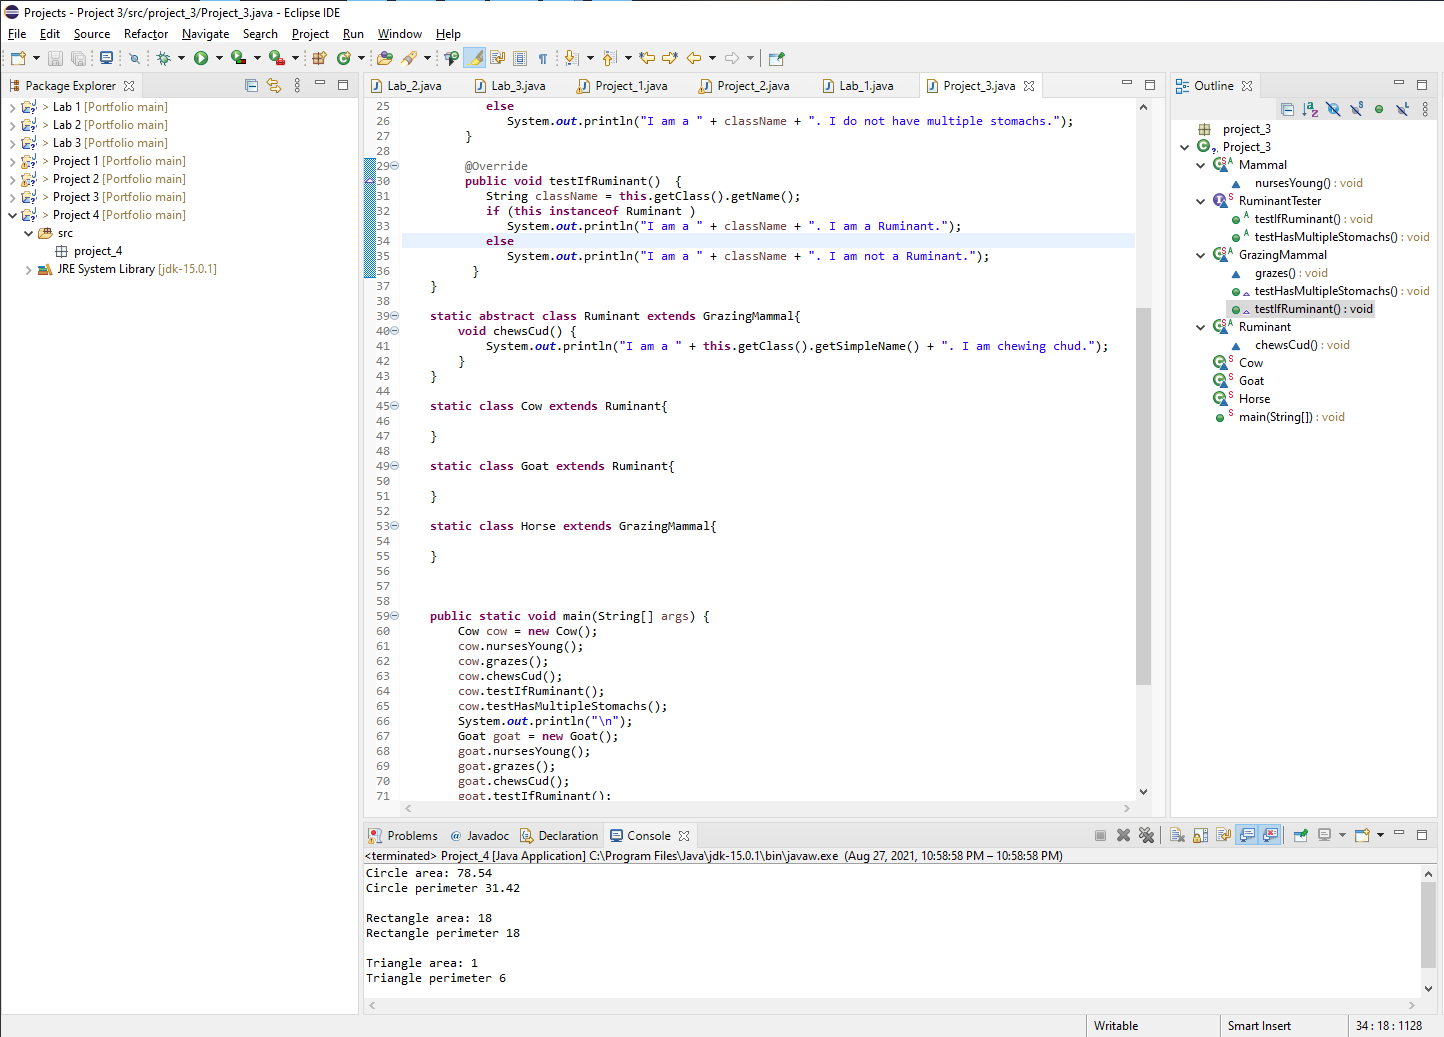 Projects - Project 3/src/project_3/Project_3.java - Eclipse IDE
File Edit Source Refactor Navigate Search Project Run Window Help
Package Explorer
> Lab 1 [Portfolio main]
> Lab 2 [Portfolio main]
> Lab 3 [Portfolio main]
> Project 1 [Portfolio main]
> Project 2 [Portfolio main]
> Project 3 [Portfolio main]
> Project 4 [Portfolio main]
src
project_4
JRE System Library [jdk-15.0.1]
Lab_2.java Lab_3.java Project_1.java Project_2.java Lab_1.java Project_3.java
25 else
26 System.out.println("I am a " + className + ". I do not have multiple stomachs.");
27 }
28
29 @Override
30 public void testIfRuminant() {
31 String className = this.getClass().getName();
32 if (this instanceof Ruminant )
33 System.out.println("I am a " + className + ". I am a Ruminant.");
34 else
35 System.out.println("I am a " + className + ". I am not a Ruminant.");
36 }
37 }
38
39 static abstract class Ruminant extends GrazingMammal{
40 void chewsCud() {
41 System.out.println("I am a " + this.getClass().getSimpleName() + ". I am chewing chud.");
42 }
43 }
44
45 static class Cow extends Ruminant{
46
47 }
48
49 static class Goat extends Ruminant{
50
51 }
52
53 static class Horse extends GrazingMammal{
54
55 }
56
57
58
59 public static void main(String[] args) {
60 Cow cow = new Cow();
61 cow.nursesYoung();
62 cow.grazes();
63 cow.chewsCud();
64 cow.testIfRuminant();
65 cow.testHasMultipleStomachs();
66 System.out.println("\n");
67 Goat goat = new Goat();
68 goat.nursesYoung();
69 goat.grazes();
70 goat.chewsCud();
71 goat.testIfRuminant();
Outline
project_3
Project_3
Mammal
nursesYoung() : void
RuminantTester
testIfRuminant() : void
testHasMultipleStomachs() : void
GrazingMammal
grazes() : void
testHasMultipleStomachs() : void
testIfRuminant() : void
Ruminant
chewsCud() : void
Cow
Goat
Horse
main(String[]) : void
Problems @ Javadoc Declaration Console
<terminated> Project_4 [Java Application] C:\Program Files\Java\jdk-15.0.1\bin\javaw.exe (Aug 27, 2021, 10:58:58 PM – 10:58:58 PM)
Circle area: 78.54
Circle perimeter 31.42
Rectangle area: 18
Rectangle perimeter 18
Triangle area: 1
Triangle perimeter 6
Writable Smart Insert 34 : 18 : 1128